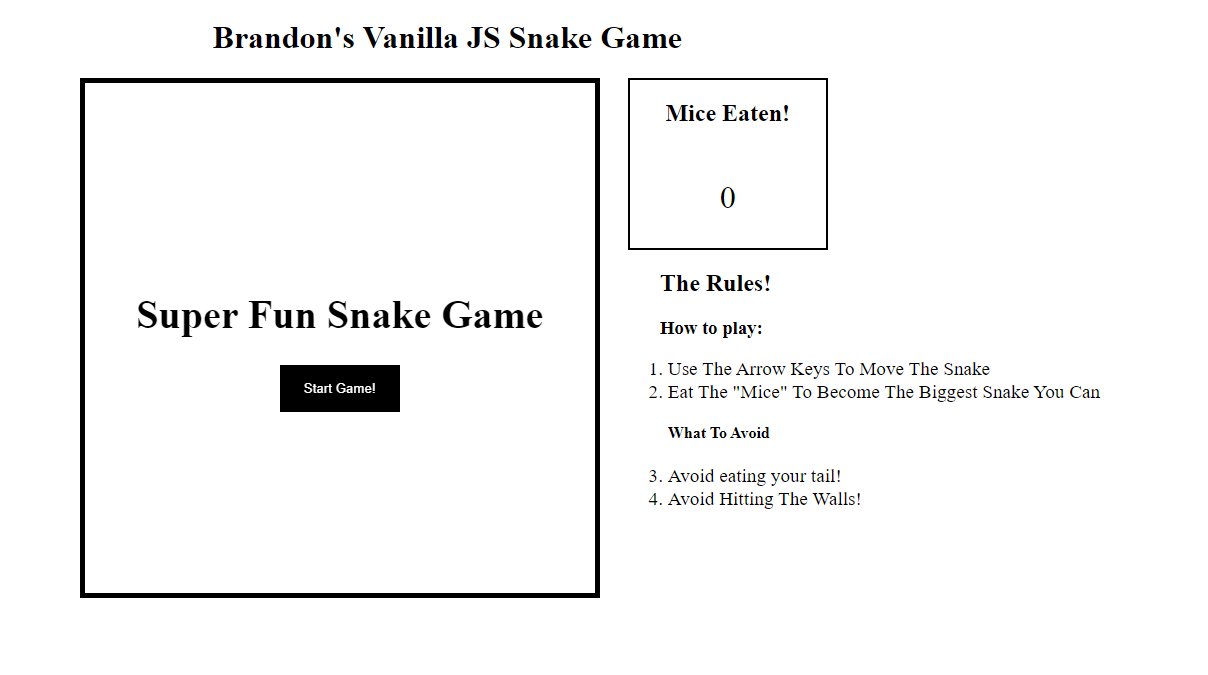 Brandon's Vanilla JS Snake Game
Super Fun Snake Game
Start Game!
Mice Eaten!
0
The Rules!
How to play:
1. Use The Arrow Keys To Move The Snake
2. Eat The "Mice" To Become The Biggest Snake You Can
What To Avoid
3. Avoid eating your tail!
4. Avoid Hitting The Walls!